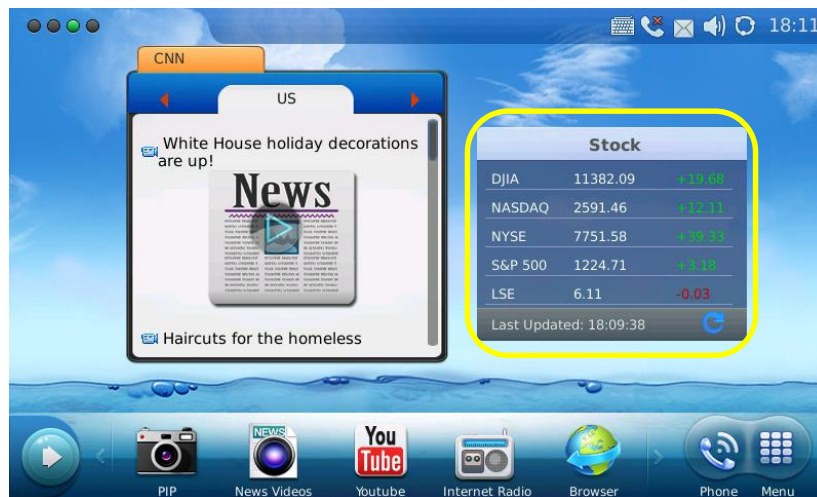 18:11
CNN
US
White House holiday decorations
are up!
News
Haircuts for the homeless
Stock
DJIA 11382.09 +19.68
NASDAQ 2591.46 +12.11
NYSE 7751.58 +39.33
S&P 500 1224.71 +3.18
LSE 6.11 -0.03
Last Updated: 18:09:38
NEWS
You
Tube
PIP News Videos Youtube Internet Radio Browser Phone Menu